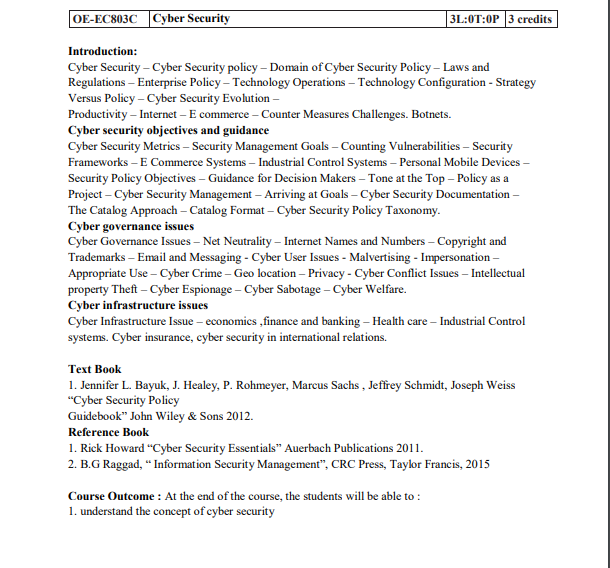 OE-EC803C Cyber Security 3L:0T:0P 3 credits
Introduction:
Cyber Security – Cyber Security policy – Domain of Cyber Security Policy – Laws and
Regulations – Enterprise Policy – Technology Operations – Technology Configuration - Strategy
Versus Policy – Cyber Security Evolution –
Productivity – Internet – E commerce – Counter Measures Challenges. Botnets.
Cyber security objectives and guidance
Cyber Security Metrics – Security Management Goals – Counting Vulnerabilities – Security
Frameworks – E Commerce Systems – Industrial Control Systems – Personal Mobile Devices –
Security Policy Objectives – Guidance for Decision Makers – Tone at the Top – Policy as a
Project – Cyber Security Management – Arriving at Goals – Cyber Security Documentation –
The Catalog Approach – Catalog Format – Cyber Security Policy Taxonomy.
Cyber governance issues
Cyber Governance Issues – Net Neutrality – Internet Names and Numbers – Copyright and
Trademarks – Email and Messaging - Cyber User Issues - Malvertising - Impersonation –
Appropriate Use – Cyber Crime – Geo location – Privacy - Cyber Conflict Issues – Intellectual
property Theft – Cyber Espionage – Cyber Sabotage – Cyber Welfare.
Cyber infrastructure issues
Cyber Infrastructure Issue – economics ,finance and banking – Health care – Industrial Control
systems. Cyber insurance, cyber security in international relations.
Text Book
1. Jennifer L. Bayuk, J. Healey, P. Rohmeyer, Marcus Sachs , Jeffrey Schmidt, Joseph Weiss
“Cyber Security Policy
Guidebook” John Wiley & Sons 2012.
Reference Book
1. Rick Howard “Cyber Security Essentials” Auerbach Publications 2011.
2. B.G Raggad, “ Information Security Management”, CRC Press, Taylor Francis, 2015
Course Outcome : At the end of the course, the students will be able to :
1. understand the concept of cyber security